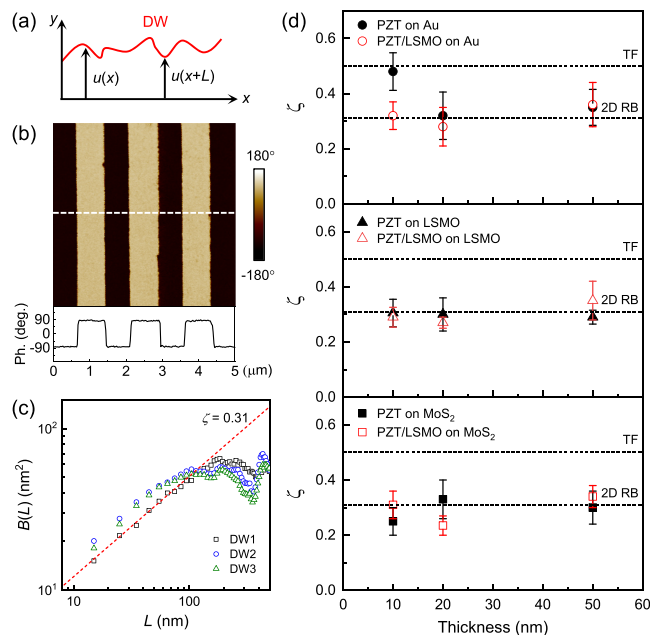 (a)
y
DW
u(x)
u(x+L)
x
(b)
180°
-180°
Ph. (deg.)
90
0
-90
0 1 2 3 4 5 (μm)
(c)
ζ = 0.31
10²
10¹
B(L) (nm²)
DW1
DW2
DW3
10 100
L (nm)
(d)
PZT on Au
PZT/LSMO on Au
TF
2D RB
0.6
0.4
0.2
0.0
ζ
PZT on LSMO
PZT/LSMO on LSMO
TF
2D RB
0.6
0.4
0.2
0.0
ζ
PZT on MoS₂
PZT/LSMO on MoS₂
TF
2D RB
0.6
0.4
0.2
0.0
ζ
0 10 20 30 40 50 60
Thickness (nm)